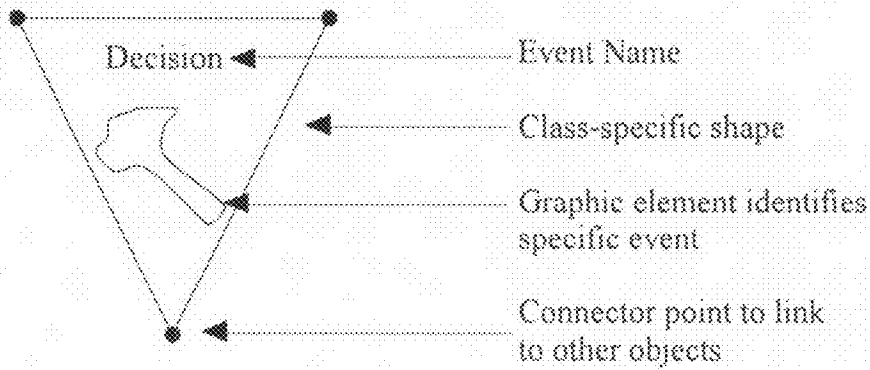 Decision
Event Name
Class-specific shape
Graphic element identifies
specific event
Connector point to link
to other objects